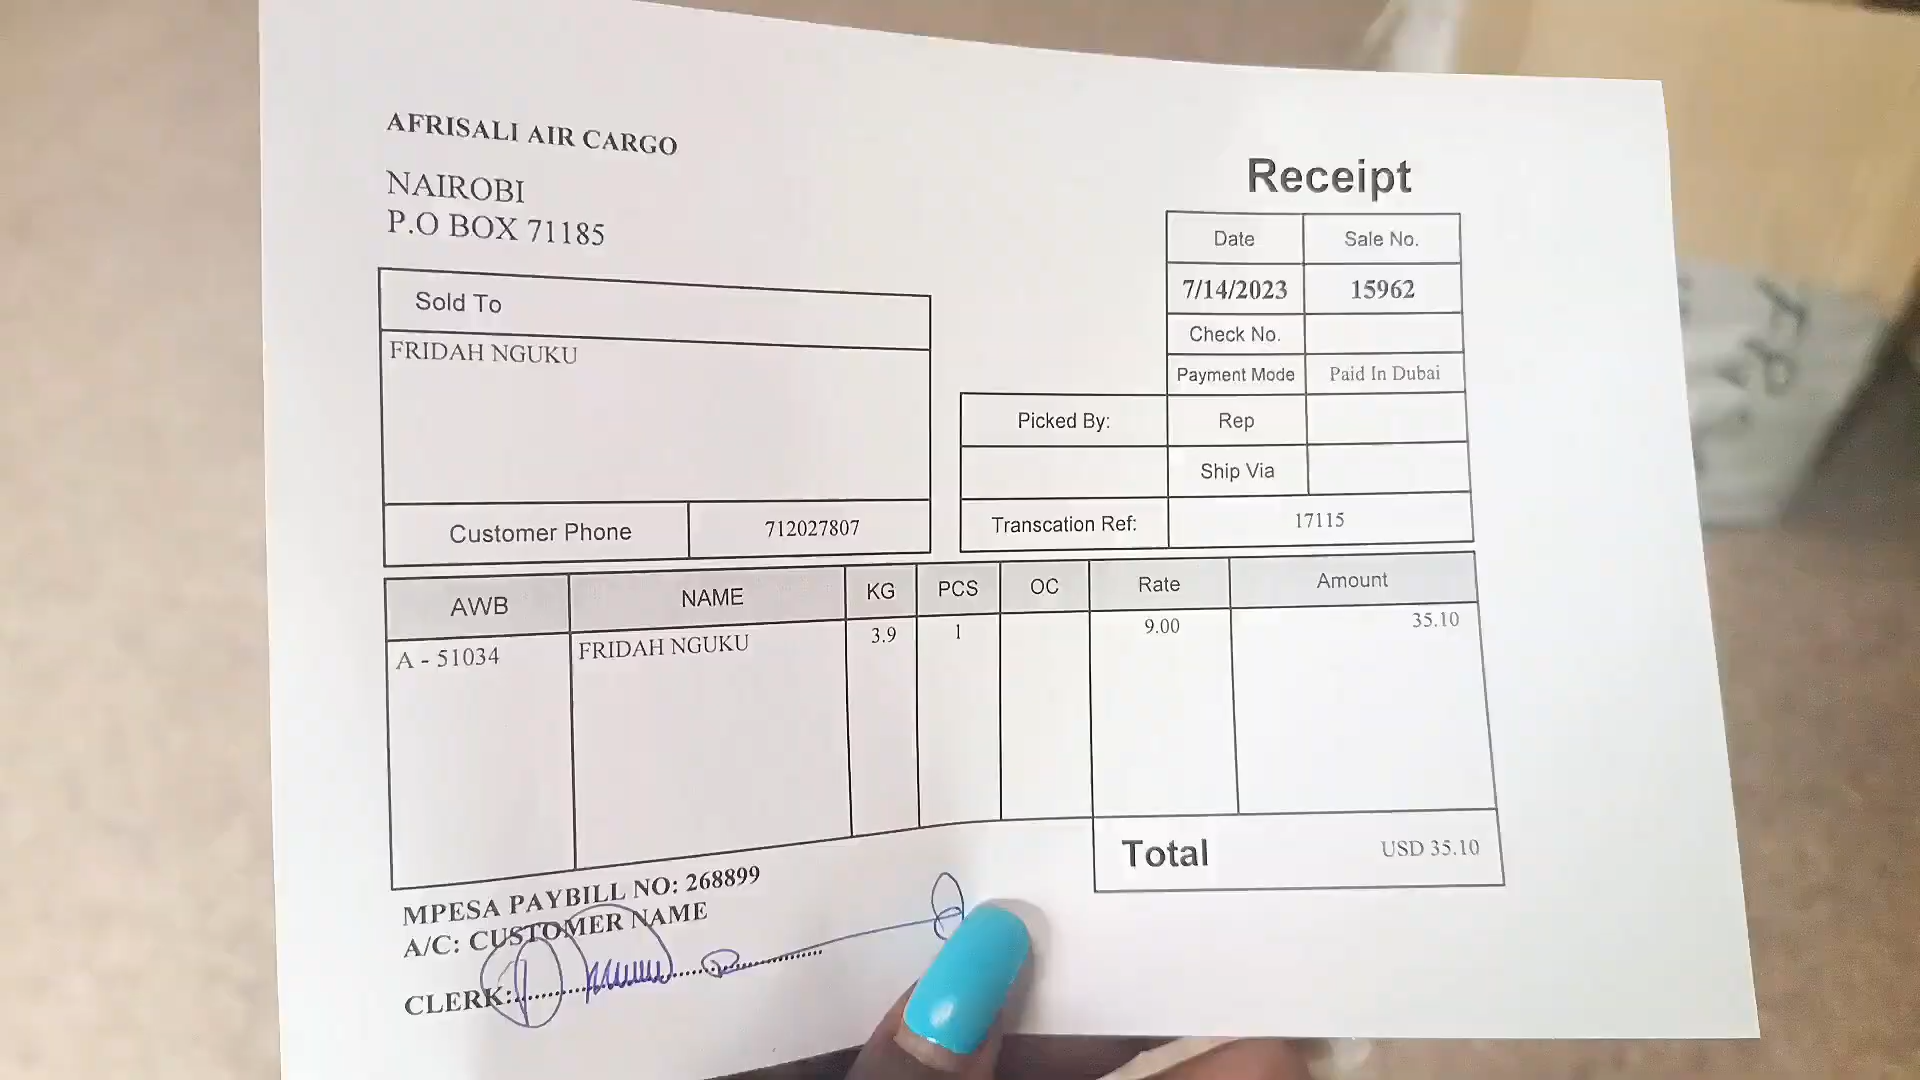 AFRISALI AIR CARGO
NAIROBI
P.O BOX 71185
Receipt
Date Sale No.
7/14/2023 15962
Check No.
Payment Mode Paid In Dubai
Picked By: Rep
Ship Via
Transcation Ref: 17115
Sold To
FRIDAH NGUKU
Customer Phone 712027807
AWB NAME KG PCS OC Rate Amount
A - 51034 FRIDAH NGUKU 3.9 1 9.00 35.10
Total USD 35.10
MPESA PAYBILL NO: 268899
A/C: CUSTOMER NAME
CLERK: